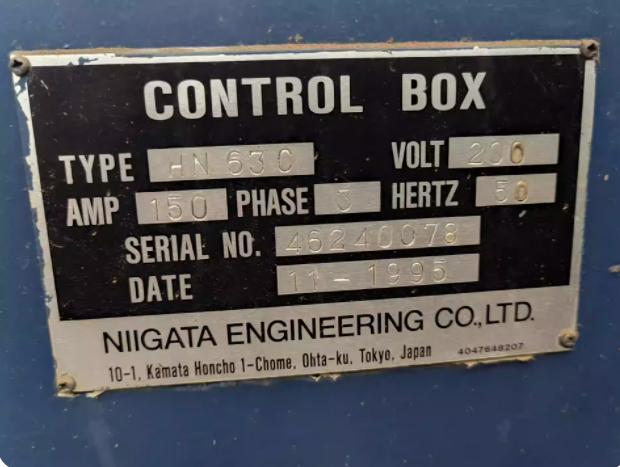 CONTROL BOX
TYPE HN 63C VOLT 200
AMP 150 PHASE 3 HERTZ 50
SERIAL NO. 46240078
DATE 11-1995
NIIGATA ENGINEERING CO.,LTD.
10-1, Kamata Honcho 1-Chome, Ohta-ku, Tokyo, Japan 4047648207